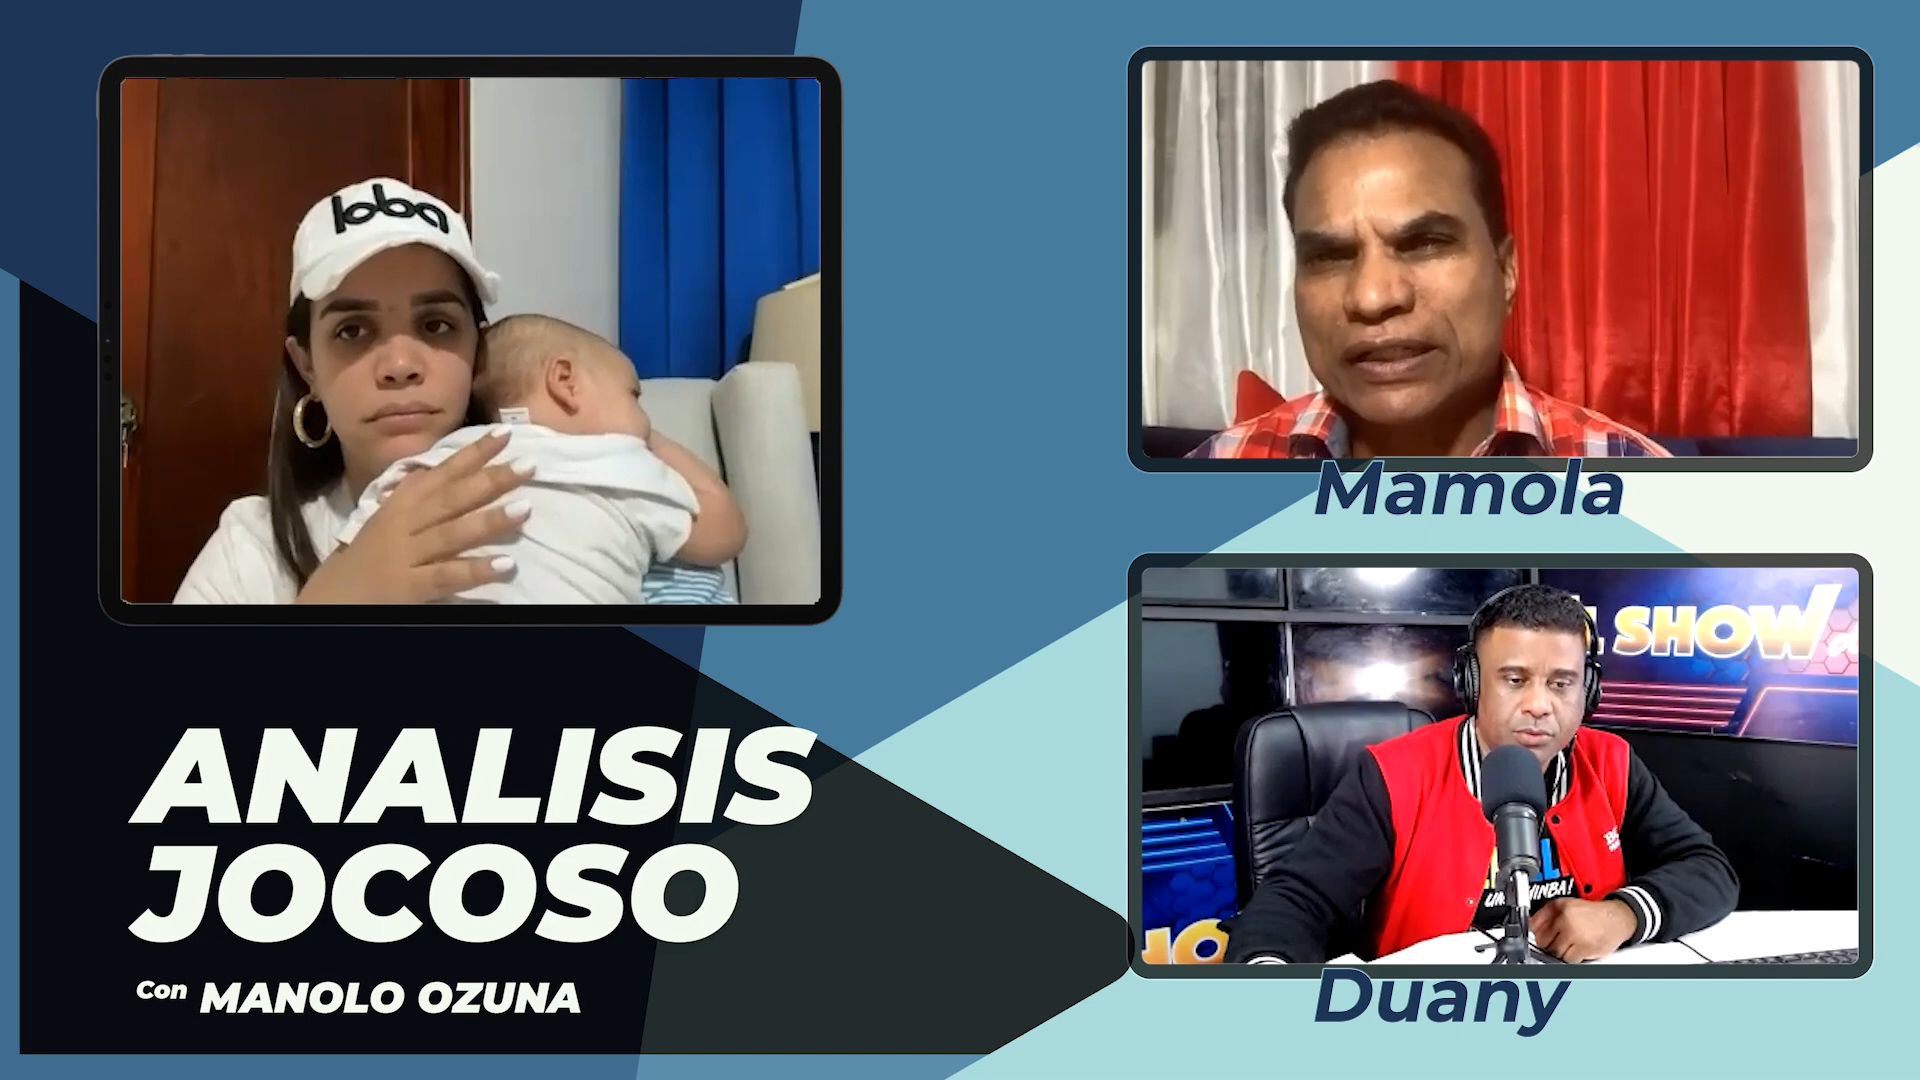 loba
Mamola
SHOW
Duany
ANALISIS
JOCOSO
Con MANOLO OZUNA